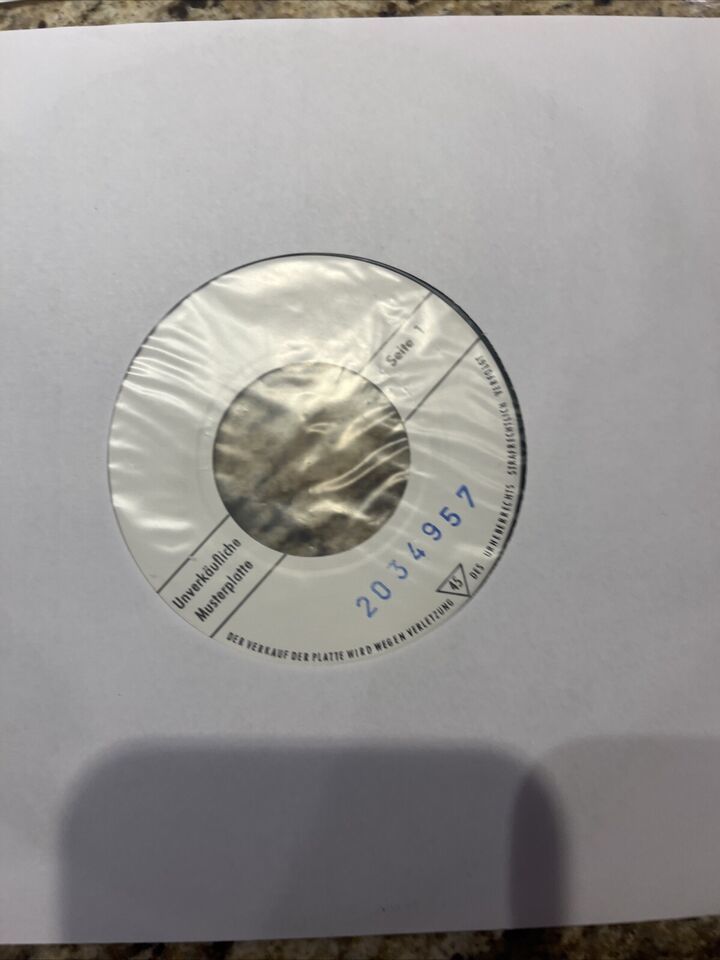 Seite 1
Unverkäufliche
Musterplatte
2034957
DER VERKAUF DER PLATTE WIRD WEGEN VERLETZUNG 45 DES URHEBERRECHTS STRAFRECHTLICH VERFOLGT